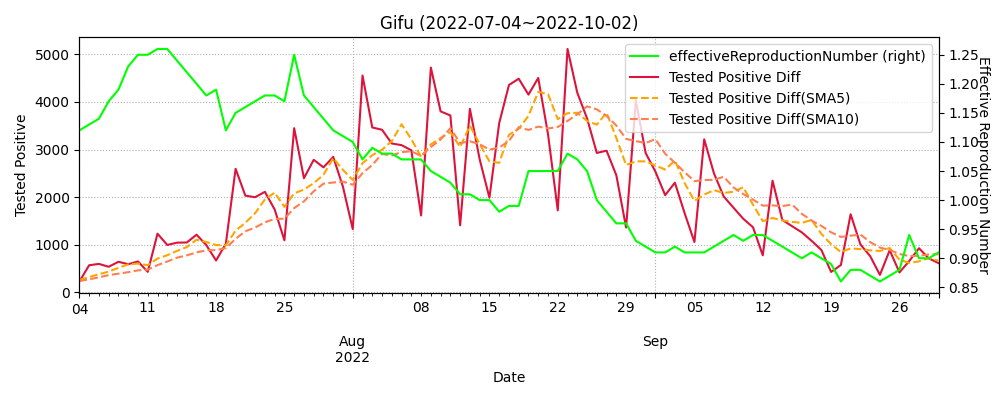 Gifu (2022-07-04~2022-10-02)
effectiveReproductionNumber (right)
Tested Positive Diff
Tested Positive Diff(SMA5)
Tested Positive Diff(SMA10)
Tested Positive
5000
4000
3000
2000
1000
0
1.25
1.20
1.15
1.10
1.05
1.00
0.95
0.90
0.85
Effective Reproduction Number
04 11 18 25 08 15 22 29 05 12 19 26
Aug Sep
2022
Date